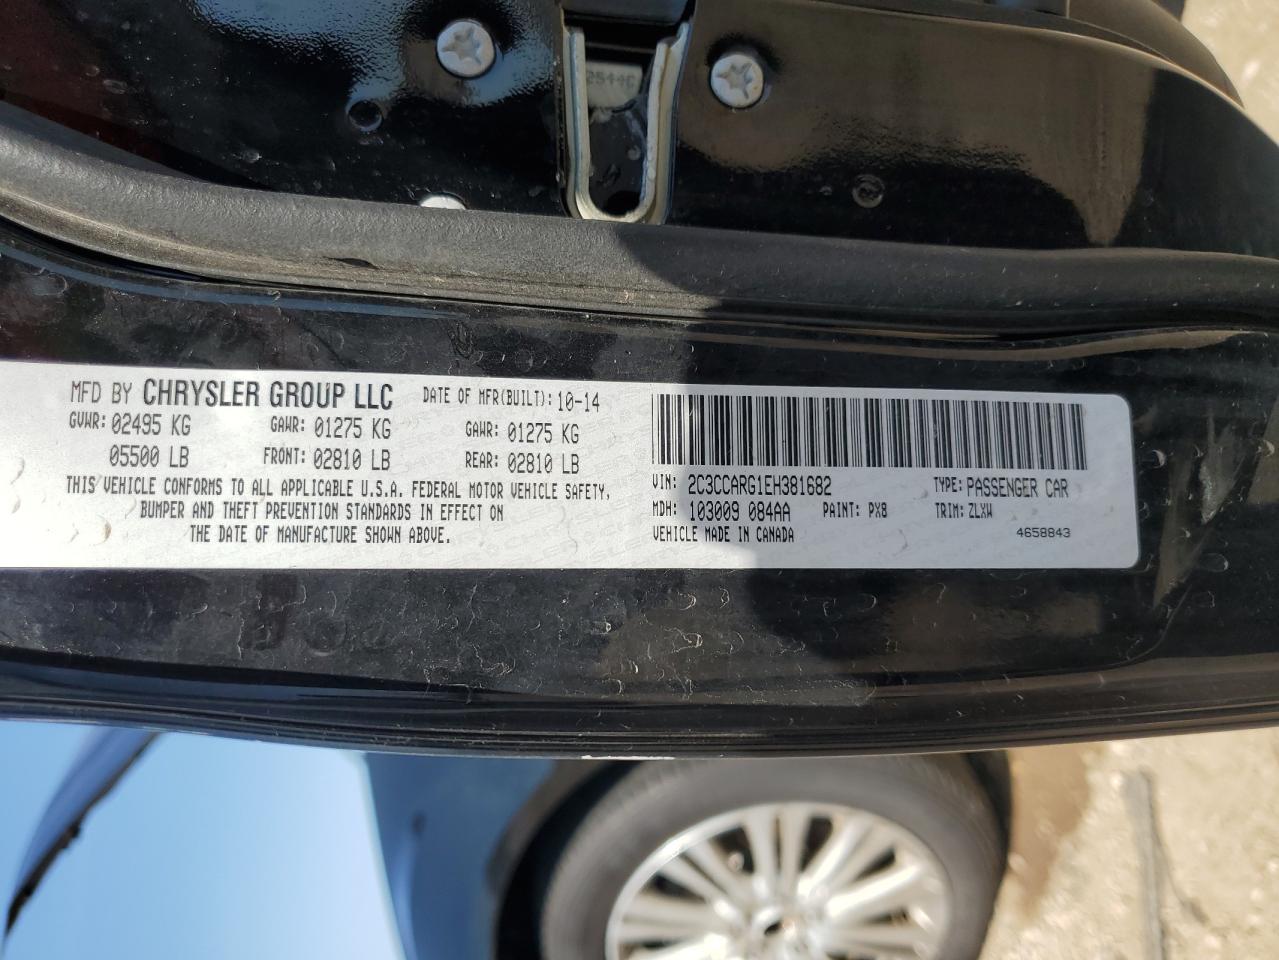 2544C
MFD BY CHRYSLER GROUP LLC DATE OF MFR(BUILT): 10-14
GVWR: 02495 KG GAWR: 01275 KG GAWR: 01275 KG
05500 LB FRONT: 02810 LB REAR: 02810 LB
THIS VEHICLE CONFORMS TO ALL APPLICABLE U.S.A. FEDERAL MOTOR VEHICLE SAFETY,
BUMPER AND THEFT PREVENTION STANDARDS IN EFFECT ON
THE DATE OF MANUFACTURE SHOWN ABOVE.
VIN: 2C3CCARG1EH381682 TYPE: PASSENGER CAR
MDH: 103009 084AA PAINT: PX8 TRIM: ZLXW
VEHICLE MADE IN CANADA 4658843